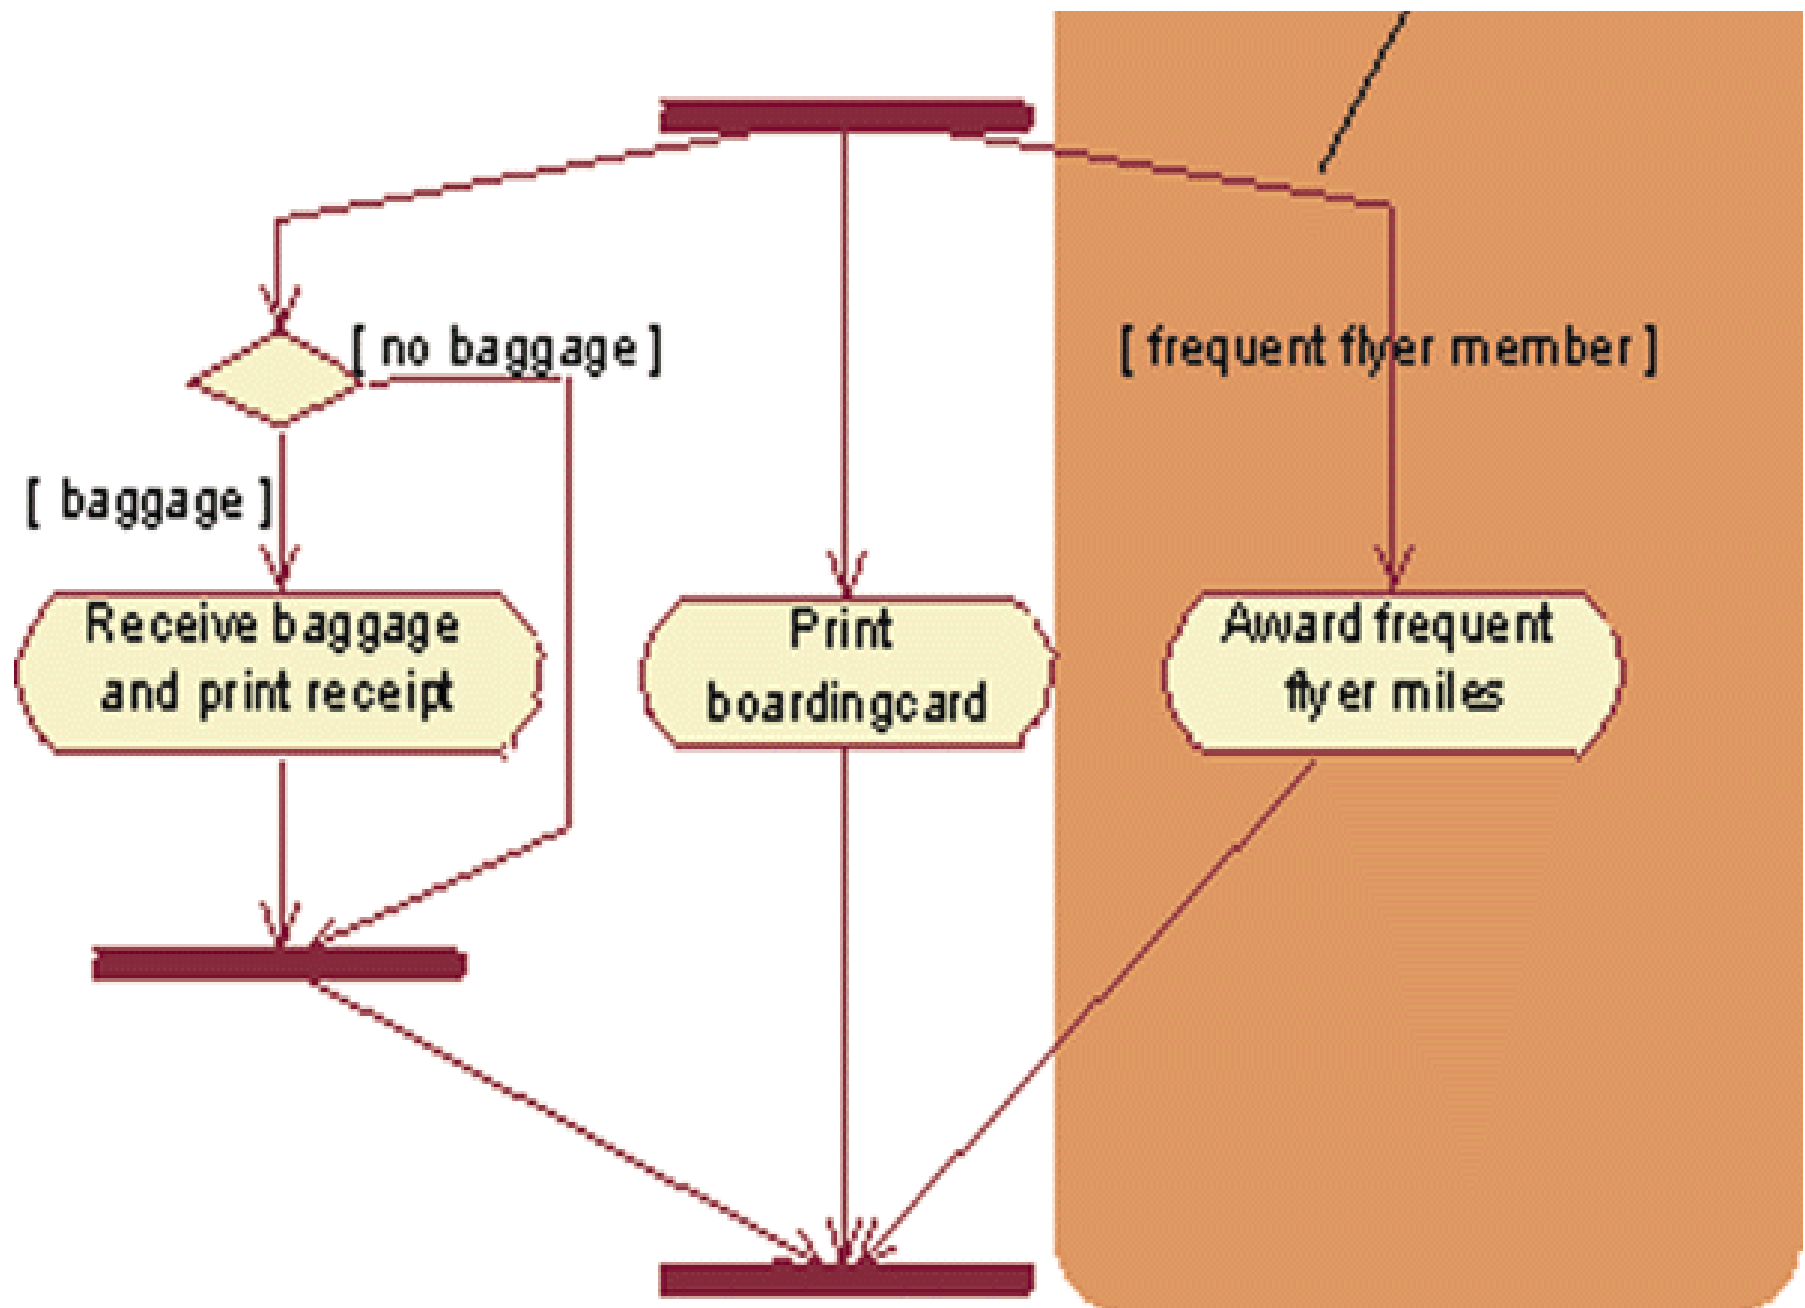 [ no baggage ]
[ frequent flyer member ]
[ baggage ]
Receive baggage
and print receipt
Print
boardingcard
Award frequent
flyer miles